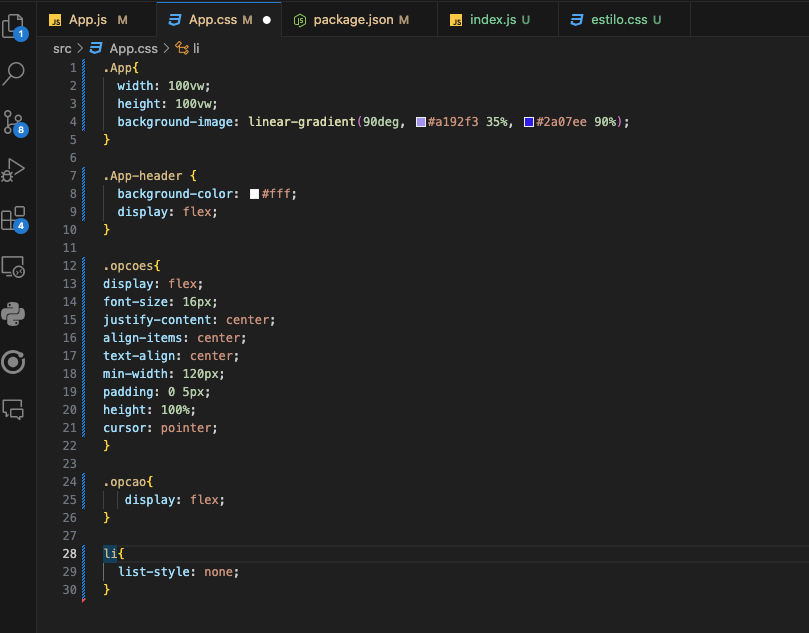 App.js M
App.css M
package.json M
index.js U
estilo.css U
src > App.css > li
1
8
4
1 .App{
2 width: 100vw;
3 height: 100vw;
4 background-image: linear-gradient(90deg, #a192f3 35%, #2a07ee 90%);
5 }
6
7 .App-header {
8 background-color: #fff;
9 display: flex;
10 }
11
12 .opcoes{
13 display: flex;
14 font-size: 16px;
15 justify-content: center;
16 align-items: center;
17 text-align: center;
18 min-width: 120px;
19 padding: 0 5px;
20 height: 100%;
21 cursor: pointer;
22 }
23
24 .opcao{
25 display: flex;
26 }
27
28 li{
29 list-style: none;
30 }